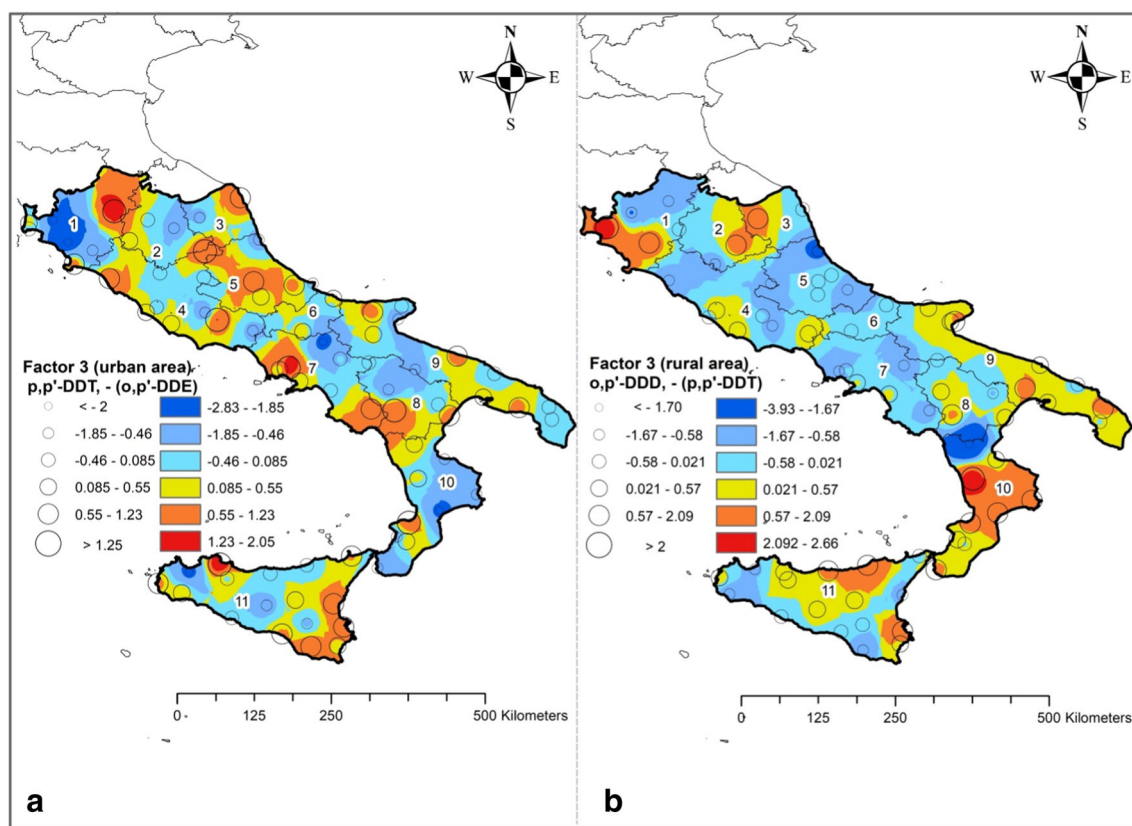 N
W E
S
1
2
3
4
5
6
7
8
9
10
11
Factor 3 (urban area),
p,p'-DDT, - (o,p'-DDE)
< - 2
-2.83 - -1.85
-1.85 - -0.46
-1.85 - -0.46
-0.46 - 0.085
-0.46 - 0.085
0.085 - 0.55
0.085 - 0.55
0.55 - 1.23
0.55 - 1.23
> 1.25
1.23 - 2.05
0 125 250 500 Kilometers
a
N
W E
S
1
2
3
4
5
6
7
8
9
10
11
Factor 3 (rural area),
o,p'-DDD, - (p,p'-DDT)
< - 1.70
-3.93 - -1.67
-1.67 - -0.58
-1.67 - -0.58
-0.58 - 0.021
-0.58 - 0.021
0.021 - 0.57
0.021 - 0.57
0.57 - 2.09
0.57 - 2.09
> 2
2.092 - 2.66
0 125 250 500 Kilometers
b